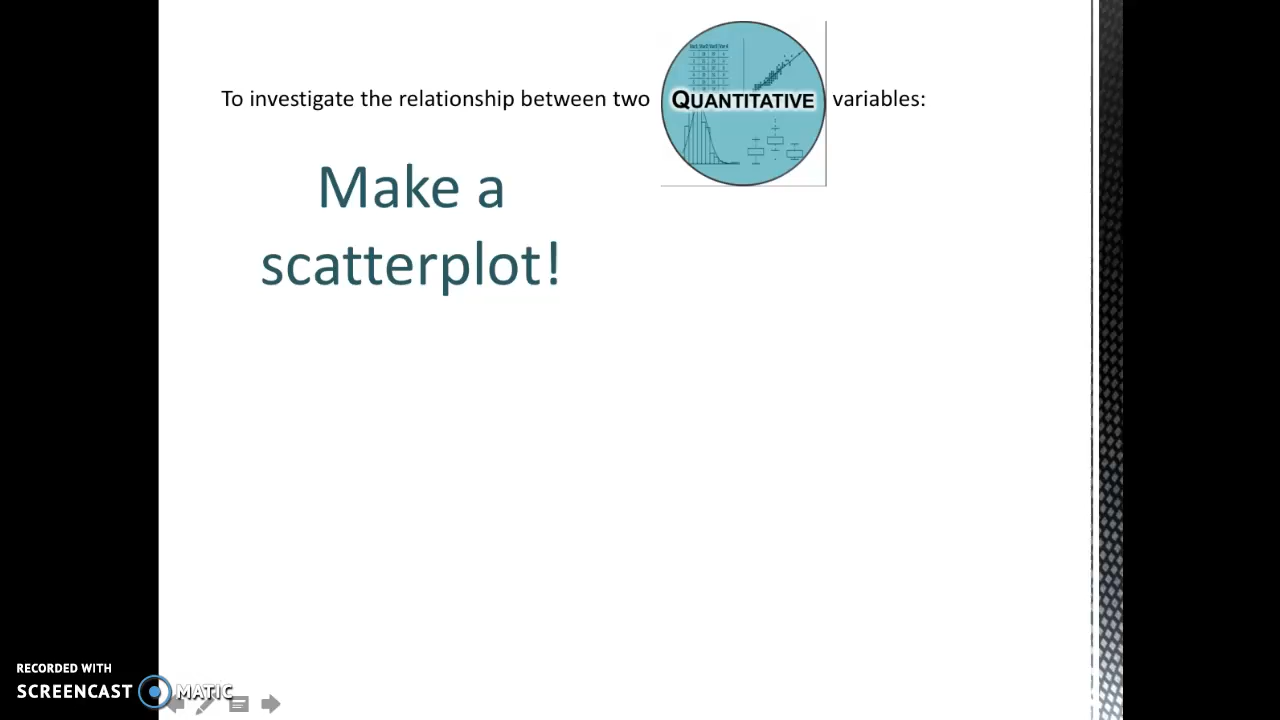 To investigate the relationship between two QUANTITATIVE variables:
Make a
scatterplot!
RECORDED WITH
SCREENCAST MATIC